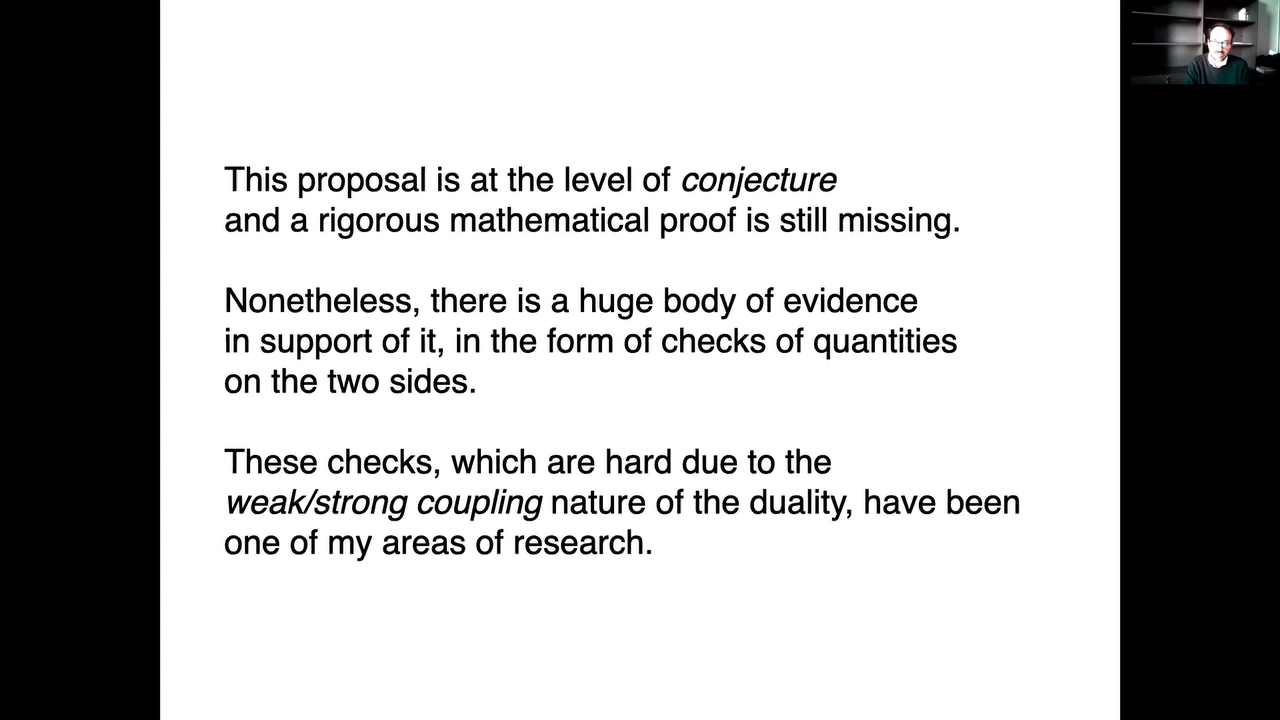 This proposal is at the level of conjecture
and a rigorous mathematical proof is still missing.
Nonetheless, there is a huge body of evidence
in support of it, in the form of checks of quantities
on the two sides.
These checks, which are hard due to the
weak/strong coupling nature of the duality, have been
one of my areas of research.